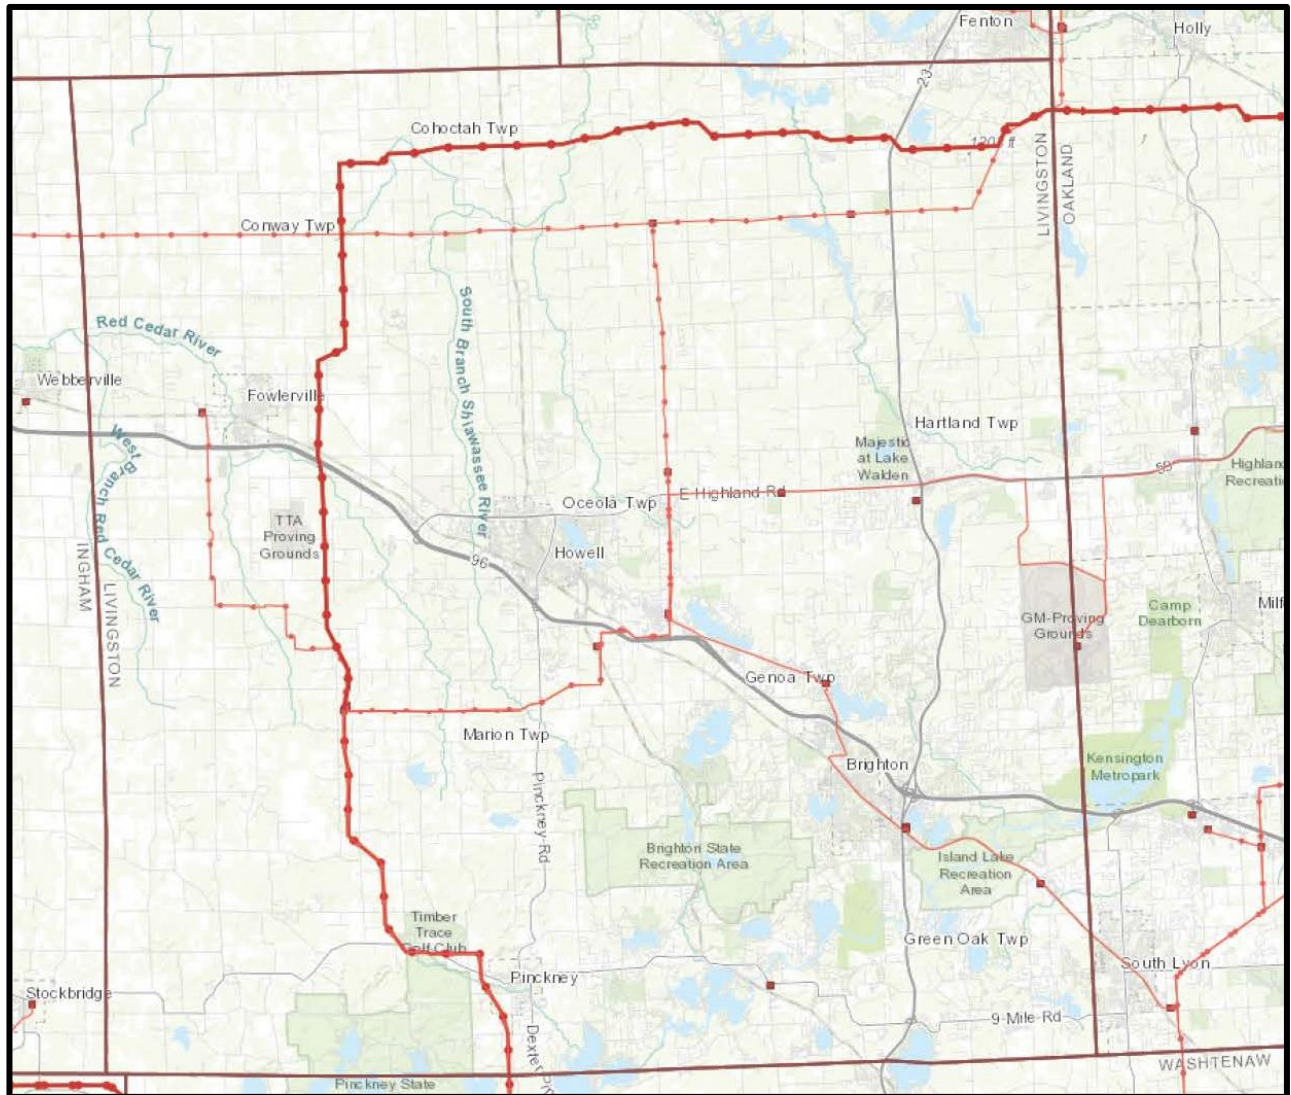 Fenton
Holly
23
Cohoctah Twp
LIVINGSTON
OAKLAND
Conway Twp
Red Cedar River
South Branch Shiawassee River
Webberville
Fowlerville
West Branch Red Cedar River
Hartland Twp
Majestic
at Lake
Walden
59
Highland
Recreati
E Highland Rd
Oceola Twp
TTA
Proving
Grounds
Howell
96
INGHAM
LIVINGSTON
GM-Proving
Grounds
Camp
Dearborn
Milf
Genoa Twp
Marion Twp
Kensington
Metropark
Brighton
Pinckney Rd
Brighton State
Recreation Area
Island Lake
Recreation
Area
Timber
Trace
Golf Club
Green Oak Twp
South Lyon
Pinckney
Stockbridge
9 Mile Rd
WASHTENAW
Pinckney State